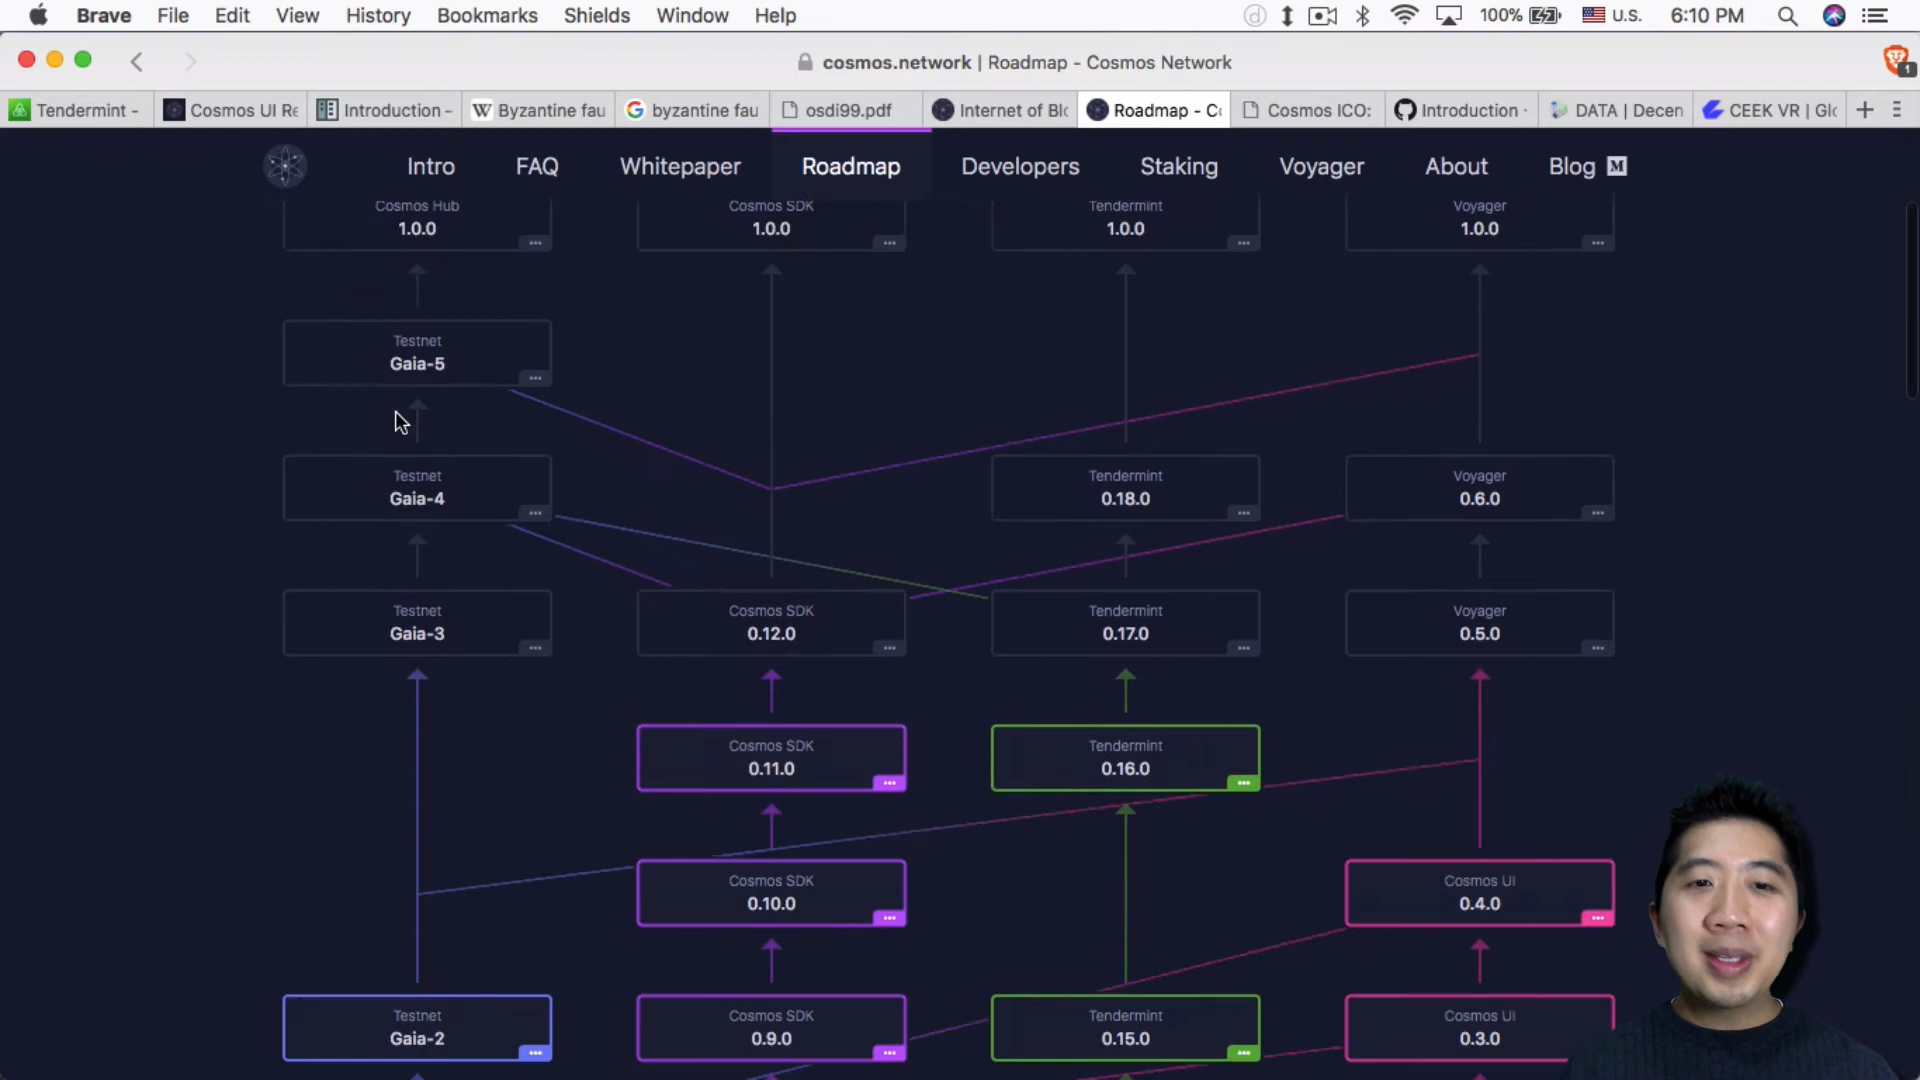 Brave File Edit View History Bookmarks Shields Window Help 100% U.S. 6:10 PM
cosmos.network | Roadmap - Cosmos Network 1
Tendermint - Cosmos UI Re Introduction - W Byzantine fau G byzantine fau osdi99.pdf Internet of Blo Roadmap - Co Cosmos ICO: Introduction · DATA | Decen CEEK VR | Glo
Intro FAQ Whitepaper Roadmap Developers Staking Voyager About Blog M
Cosmos Hub Cosmos SDK Tendermint Voyager
1.0.0 1.0.0 1.0.0 1.0.0
Testnet
Gaia-5
Testnet Tendermint Voyager
Gaia-4 0.18.0 0.6.0
Testnet Cosmos SDK Tendermint Voyager
Gaia-3 0.12.0 0.17.0 0.5.0
Cosmos SDK Tendermint
0.11.0 0.16.0
Cosmos SDK Cosmos UI
0.10.0 0.4.0
Testnet Cosmos SDK Tendermint Cosmos UI
Gaia-2 0.9.0 0.15.0 0.3.0